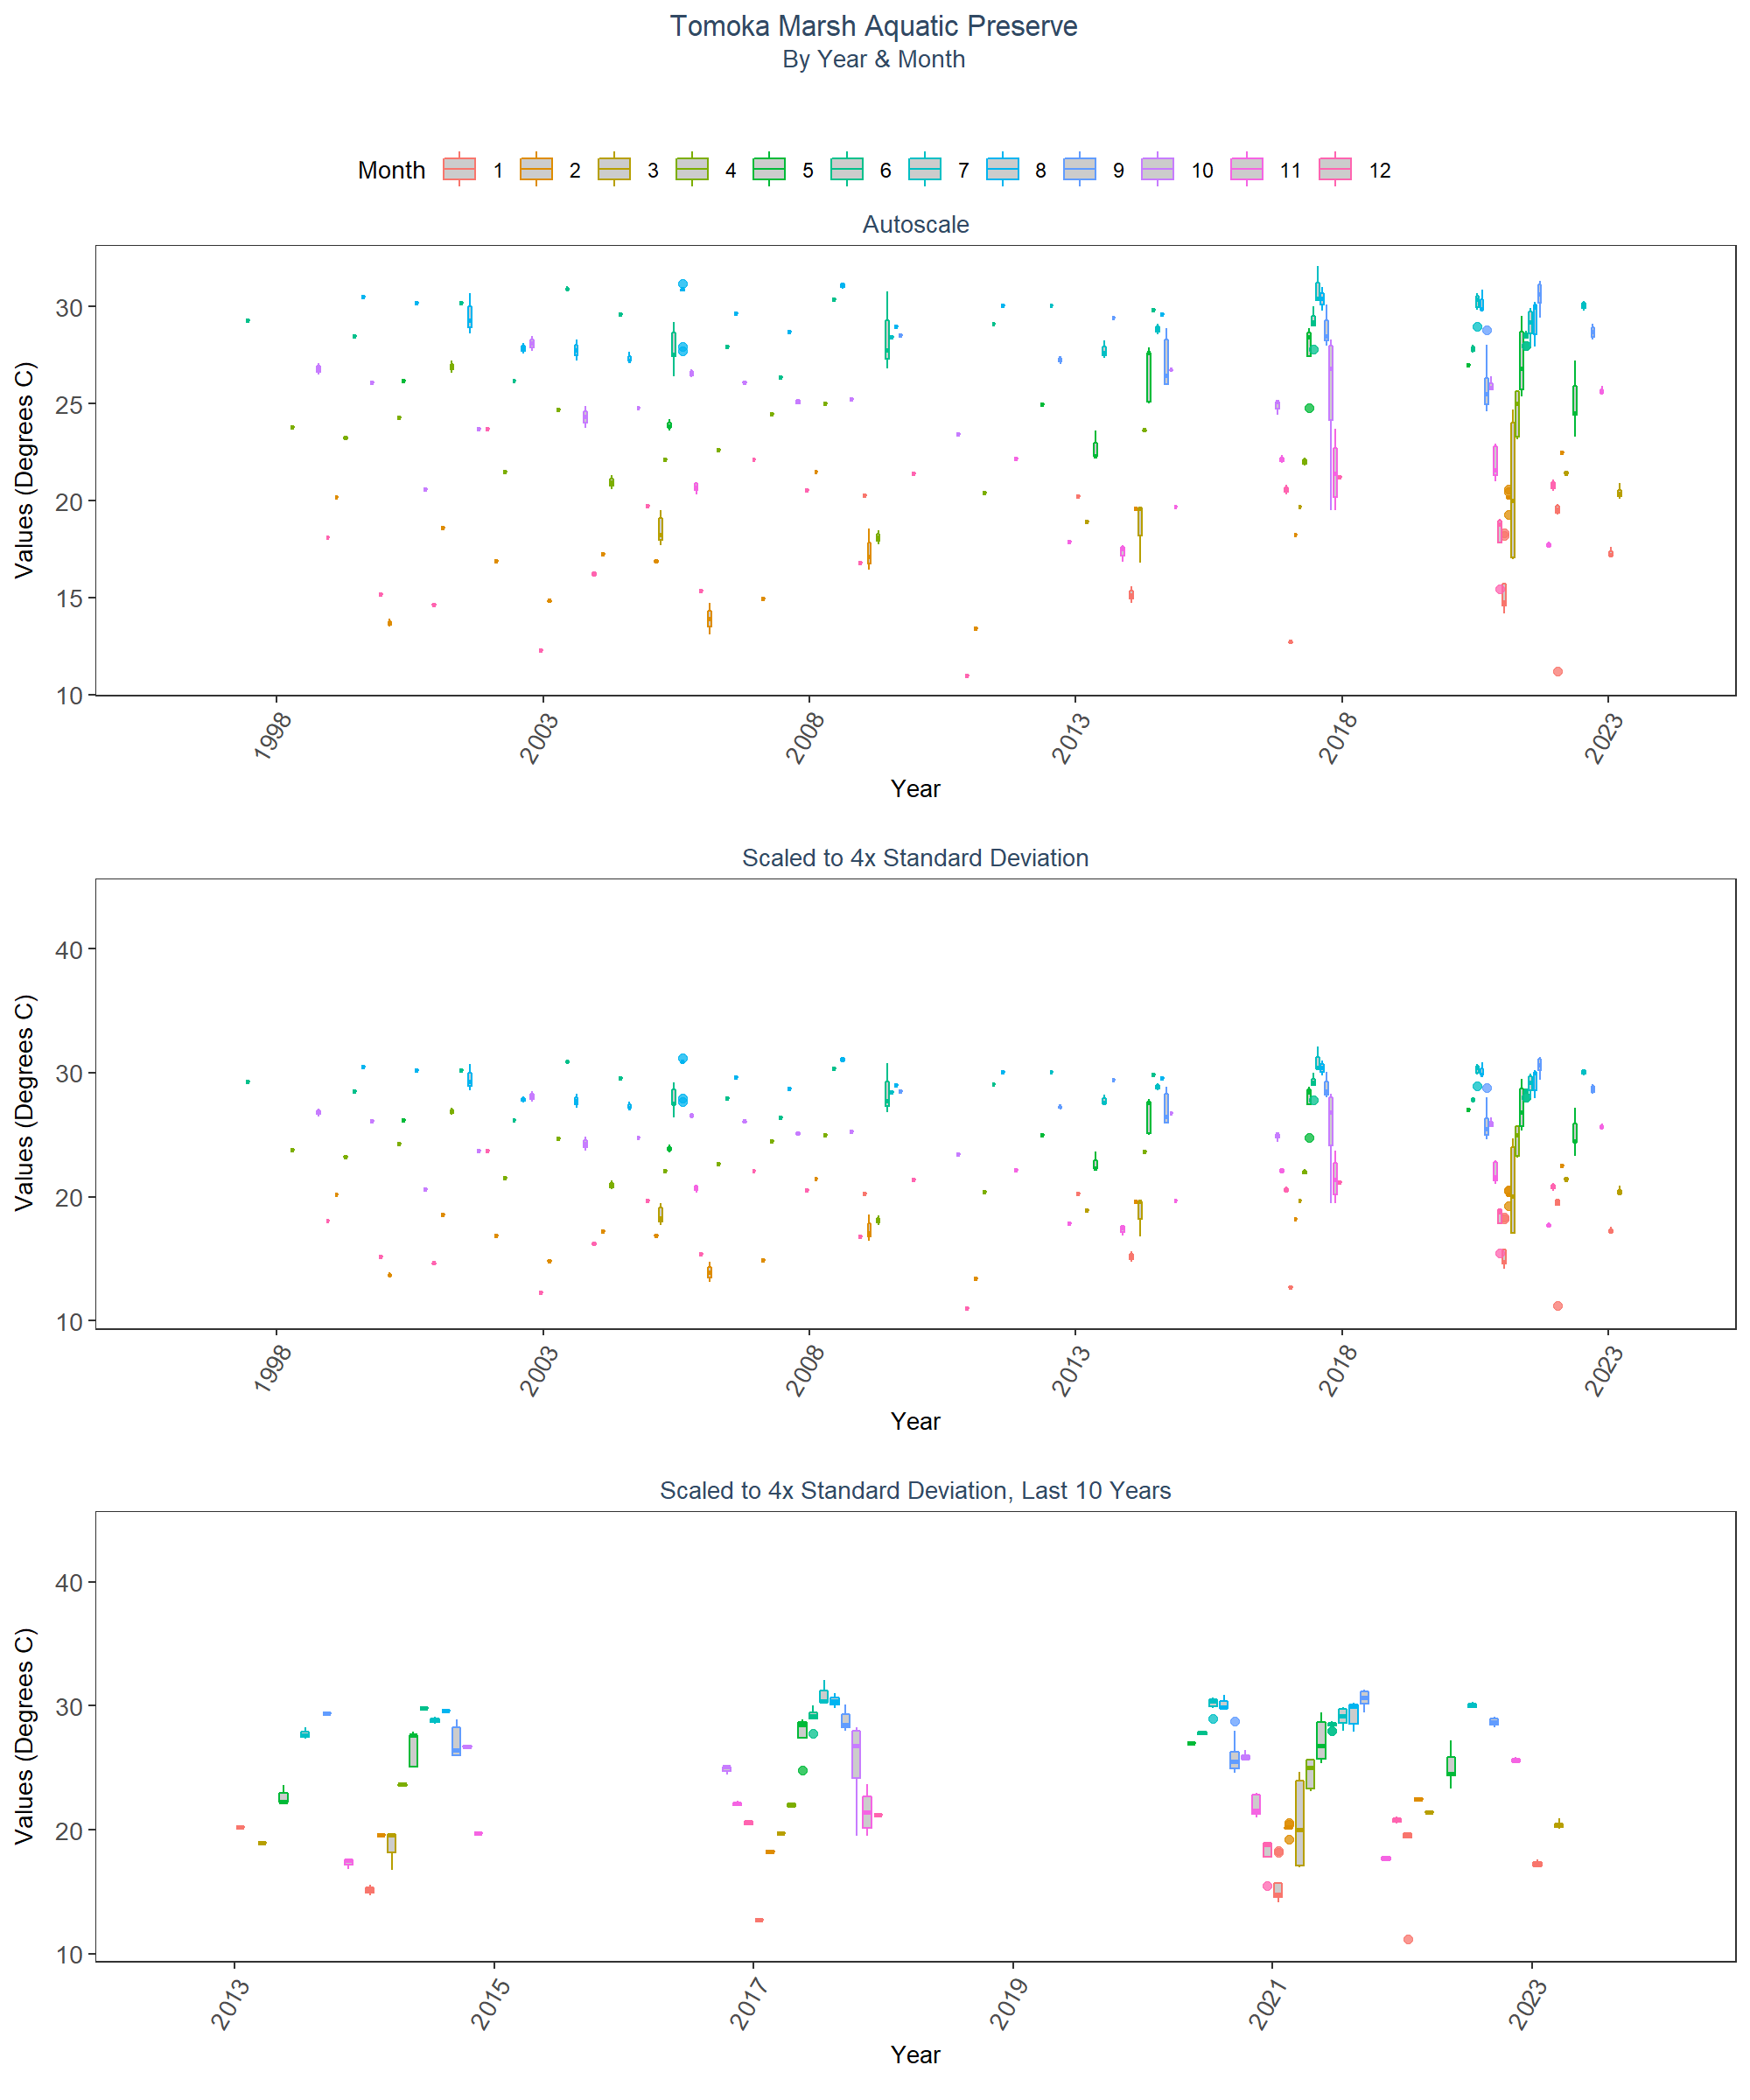 Tomoka Marsh Aquatic Preserve
By Year & Month
Month 1 2 3 4 5 6 7 8 9 10 11 12
Autoscale
Values (Degrees C)
30
25
20
15
10
1998 2003 2008 2013 2018 2023
Year
Scaled to 4x Standard Deviation
Values (Degrees C)
40
30
20
10
1998 2003 2008 2013 2018 2023
Year
Scaled to 4x Standard Deviation, Last 10 Years
Values (Degrees C)
40
30
20
10
2013 2015 2017 2019 2021 2023
Year